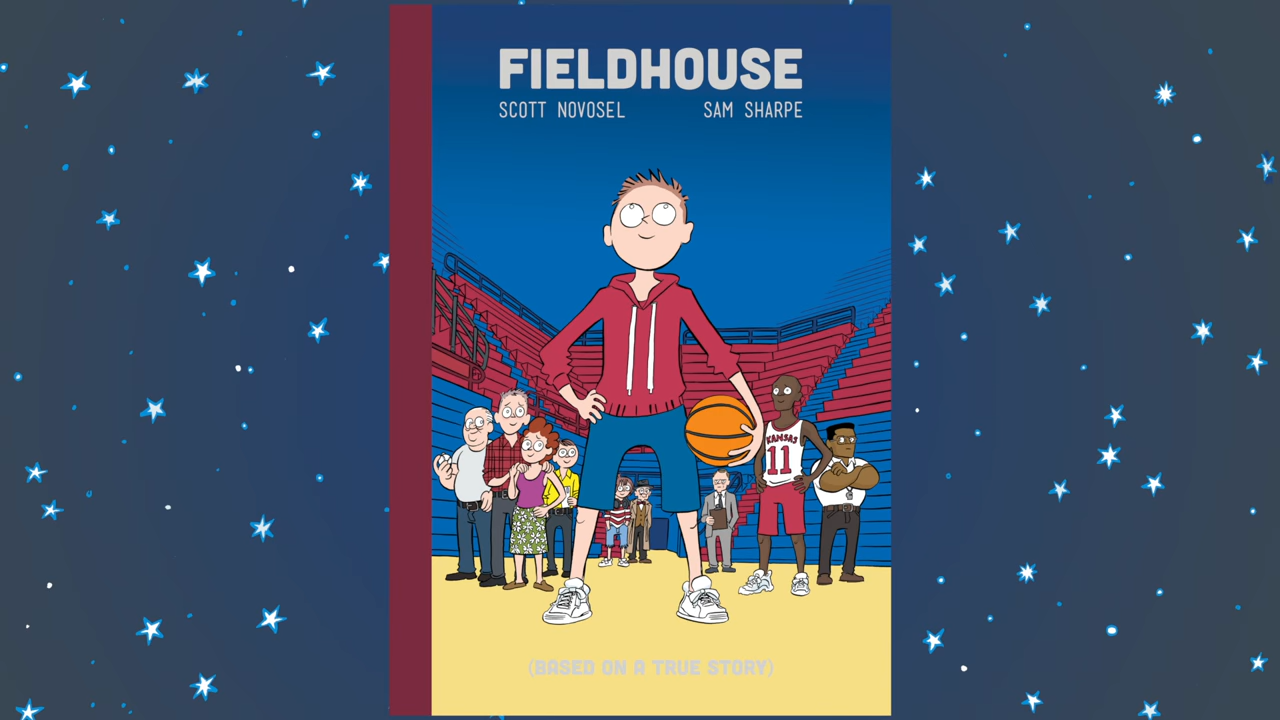 FIELDHOUSE
SCOTT NOVOSEL SAM SHARPE
KANSAS
11
(BASED ON A TRUE STORY)